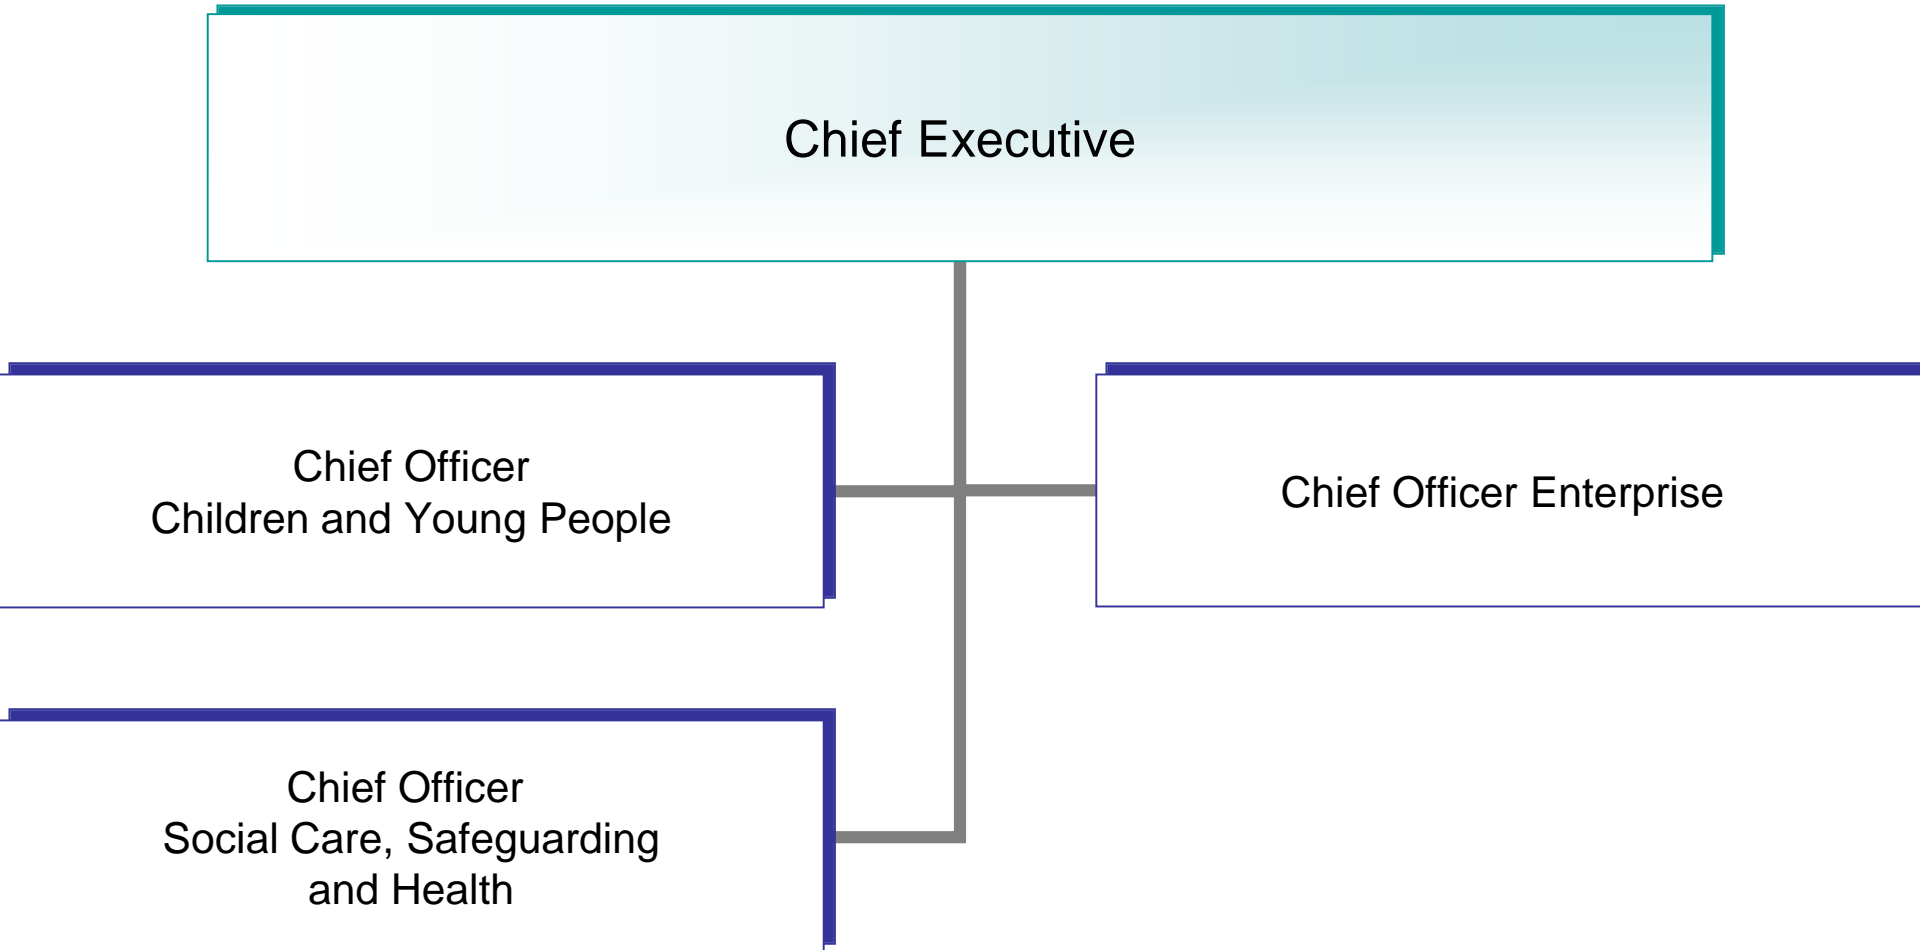 Chief Executive
Chief Officer
Children and Young People
Chief Officer Enterprise
Chief Officer
Social Care, Safeguarding
and Health